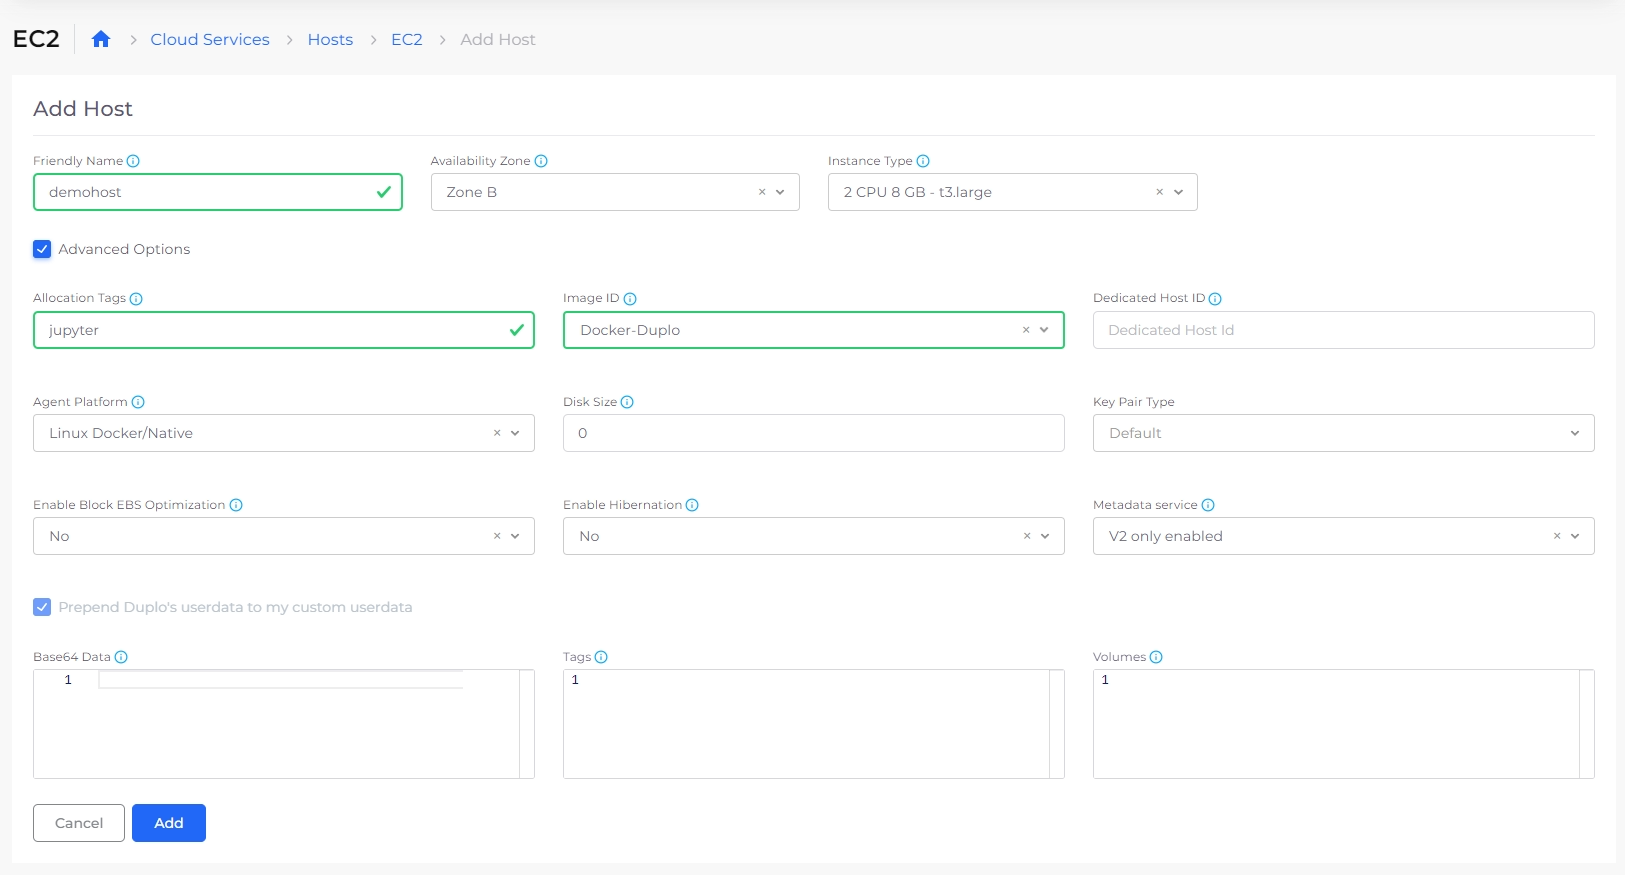 EC2 Cloud Services Hosts EC2 Add Host
Add Host
Friendly Name Availability Zone Instance Type
demohost Zone B 2 CPU 8 GB - t3.large
Advanced Options
Allocation Tags Image ID Dedicated Host ID
jupyter Docker-Duplo Dedicated Host Id
Agent Platform Disk Size Key Pair Type
Linux Docker/Native 0 Default
Enable Block EBS Optimization Enable Hibernation Metadata service
No No V2 only enabled
Prepend Duplo's userdata to my custom userdata
Base64 Data Tags Volumes
1 1 1
Cancel Add